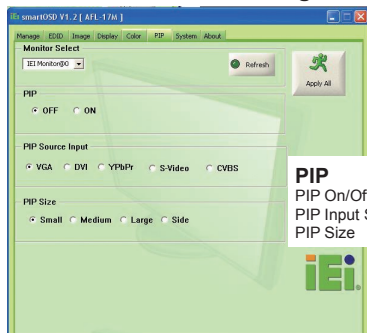 iEi smartOSD V1.2 [ AFL-17M ]
Manage EDID Image Display Color PIP System About
Monitor Select
IEI Monitor@0
Refresh
Apply All
PIP
OFF ON
PIP Source Input
VGA DVI YPbPr S-Video CVBS
PIP Size
Small Medium Large Side
PIP
PIP On/Of
PIP Input
PIP Size
iEi